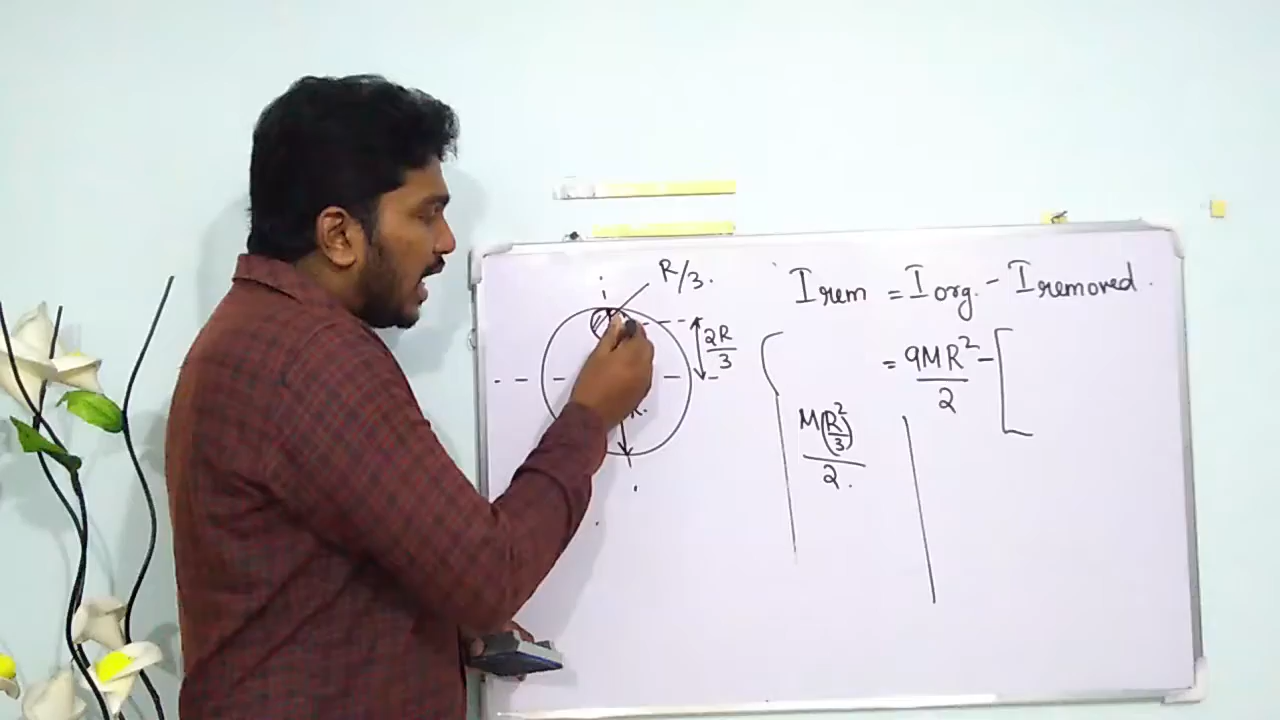 R/3.
2R/3
I rem = I org. - I removed.
= 9MR²/2 - [
M(R/3)²/2.